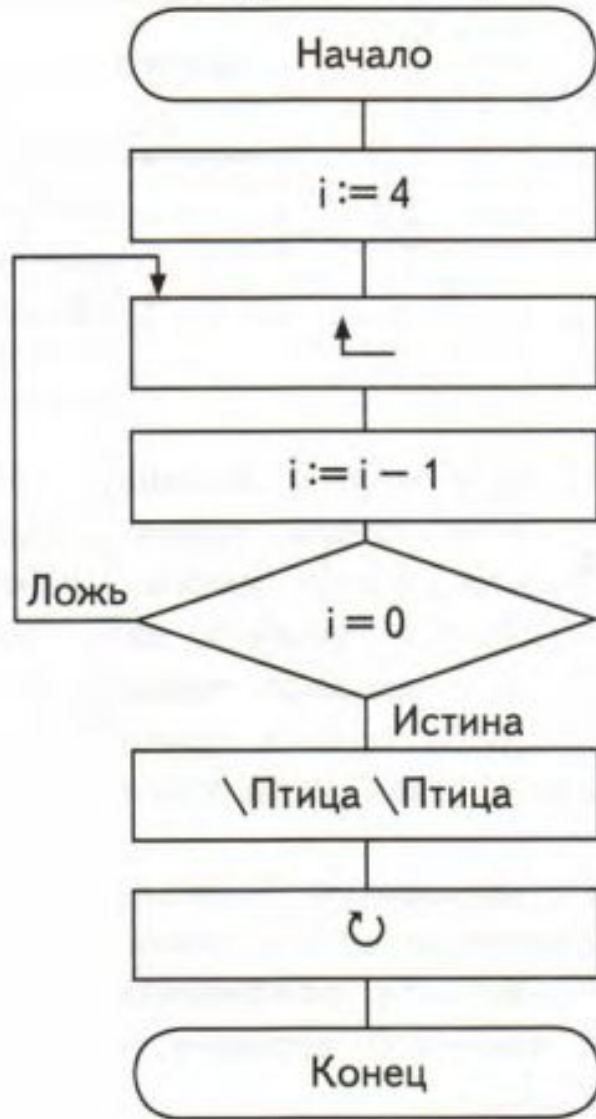 Начало
i := 4
i := i – 1
Ложь
i = 0
Истина
\Птица \Птица
Конец